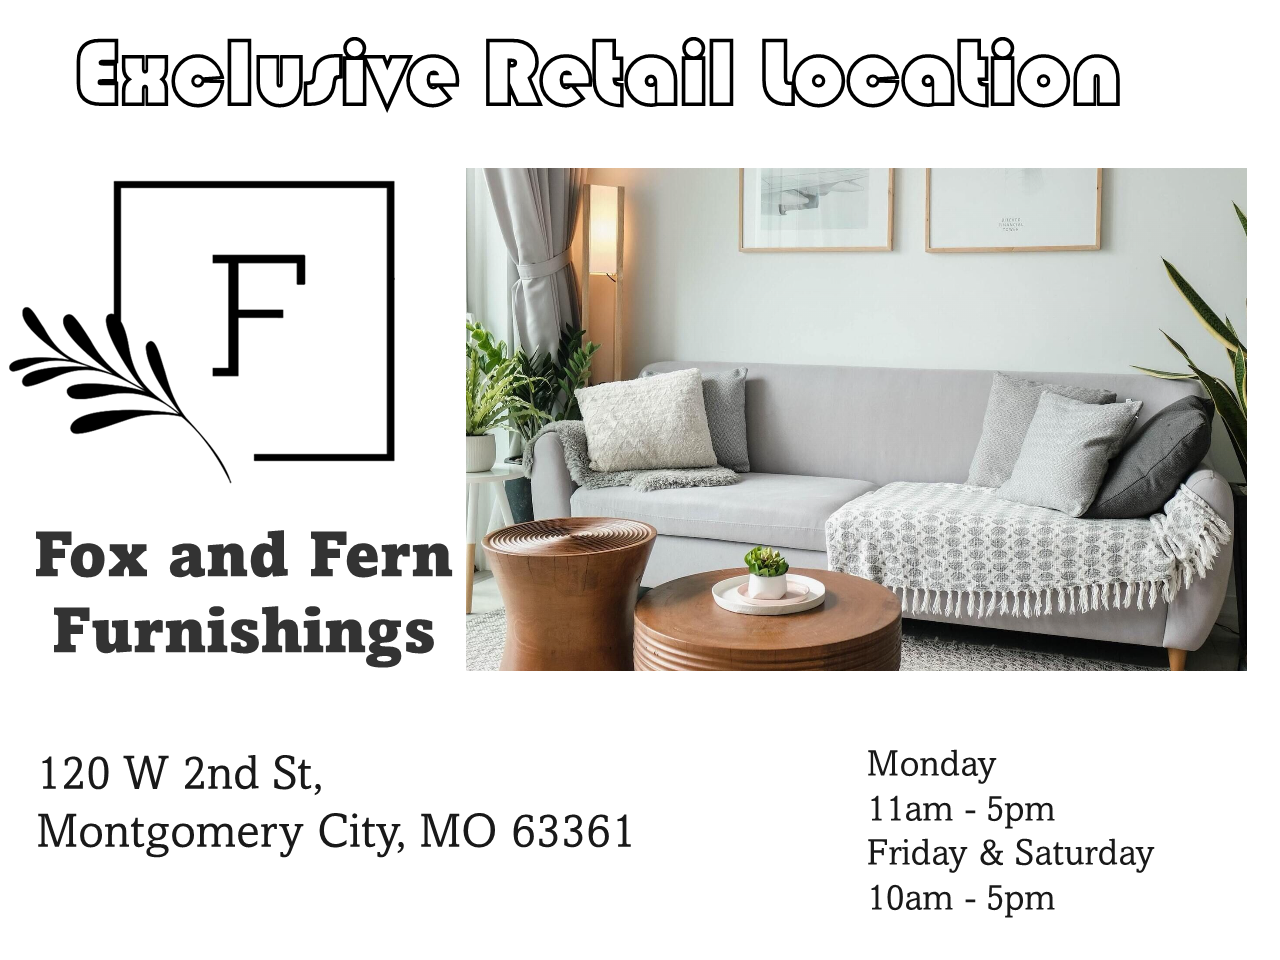 Exclusive Retail Location
F
Fox and Fern
Furnishings
120 W 2nd St,
Montgomery City, MO 63361
Monday
11am - 5pm
Friday & Saturday
10am - 5pm